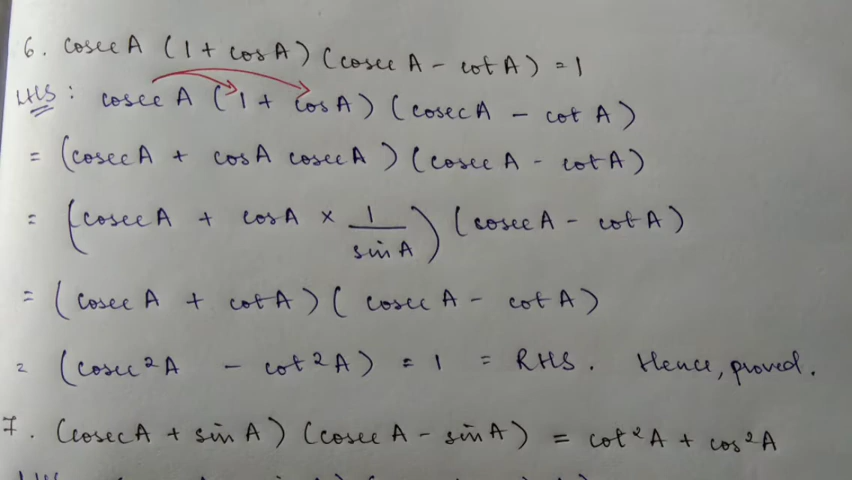 6. cosec A (1 + cos A) (cosec A - cot A) = 1
LHS : cosec A (1 + cos A) (cosec A - cot A)
= (cosec A + cos A cosec A) (cosec A - cot A)
= (cosec A + cos A × 1/sin A) (cosec A - cot A)
= (cosec A + cot A) (cosec A - cot A)
= (cosec²A - cot²A) = 1 = RHS. Hence, proved.
7. (cosec A + sin A) (cosec A - sin A) = cot²A + cos²A